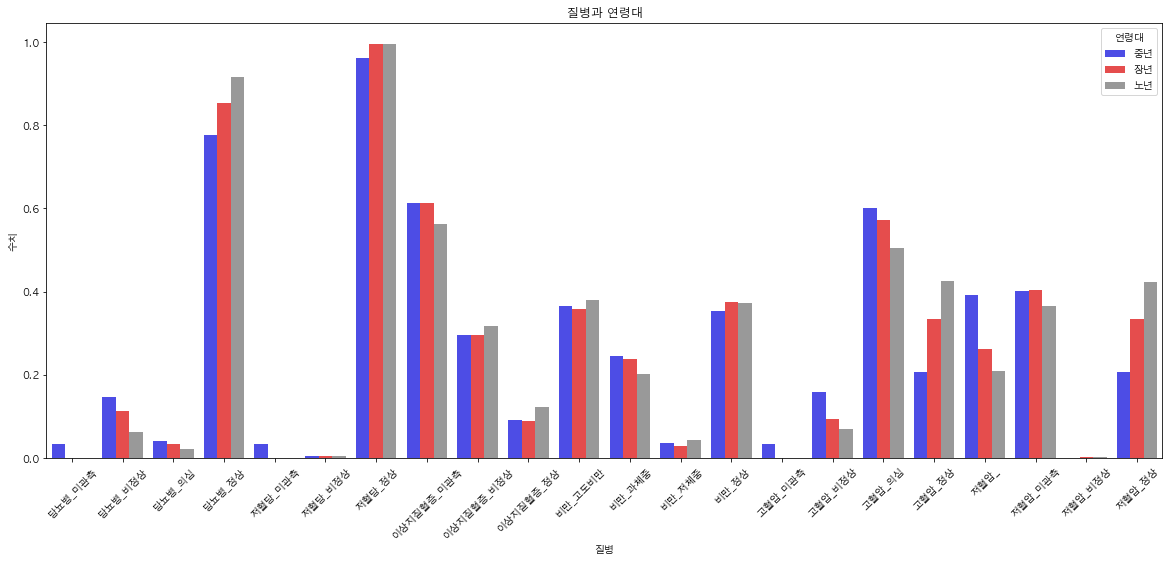 질병과 연령대
연령대
중년
장년
노년
수치
1.0
0.8
0.6
0.4
0.2
0.0
당뇨병_미관측
당뇨병_비정상
당뇨병_의심
당뇨병_정상
저혈당_미관측
저혈당_비정상
저혈당_정상
이상지질혈증_미관측
이상지질혈증_비정상
이상지질혈증_정상
비만_고도비만
비만_과체중
비만_저체중
비만_정상
고혈압_미관측
고혈압_비정상
고혈압_의심
고혈압_정상
저혈압_
저혈압_미관측
저혈압_비정상
저혈압_정상
질병